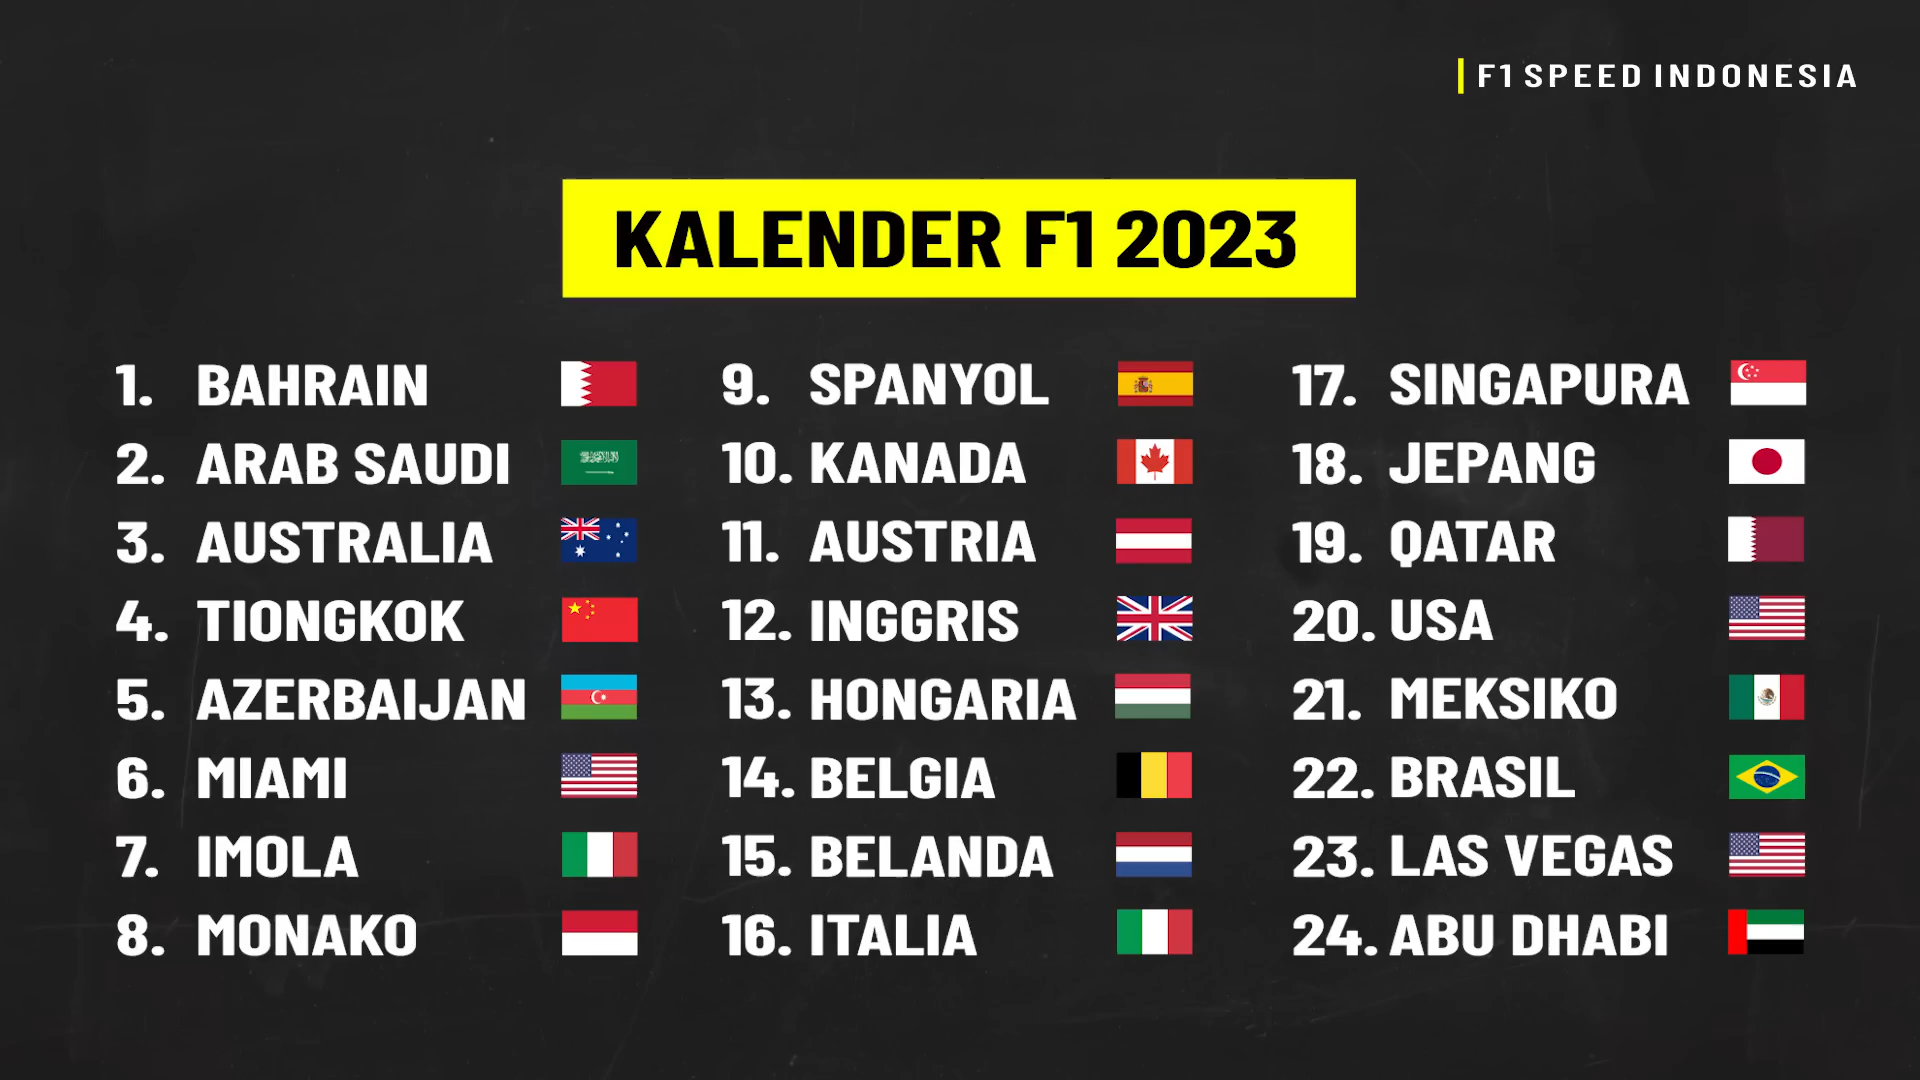 F1 SPEED INDONESIA
KALENDER F1 2023
1. BAHRAIN
2. ARAB SAUDI
3. AUSTRALIA
4. TIONGKOK
5. AZERBAIJAN
6. MIAMI
7. IMOLA
8. MONAKO
9. SPANYOL
10. KANADA
11. AUSTRIA
12. INGGRIS
13. HONGARIA
14. BELGIA
15. BELANDA
16. ITALIA
17. SINGAPURA
18. JEPANG
19. QATAR
20. USA
21. MEKSIKO
22. BRASIL
23. LAS VEGAS
24. ABU DHABI